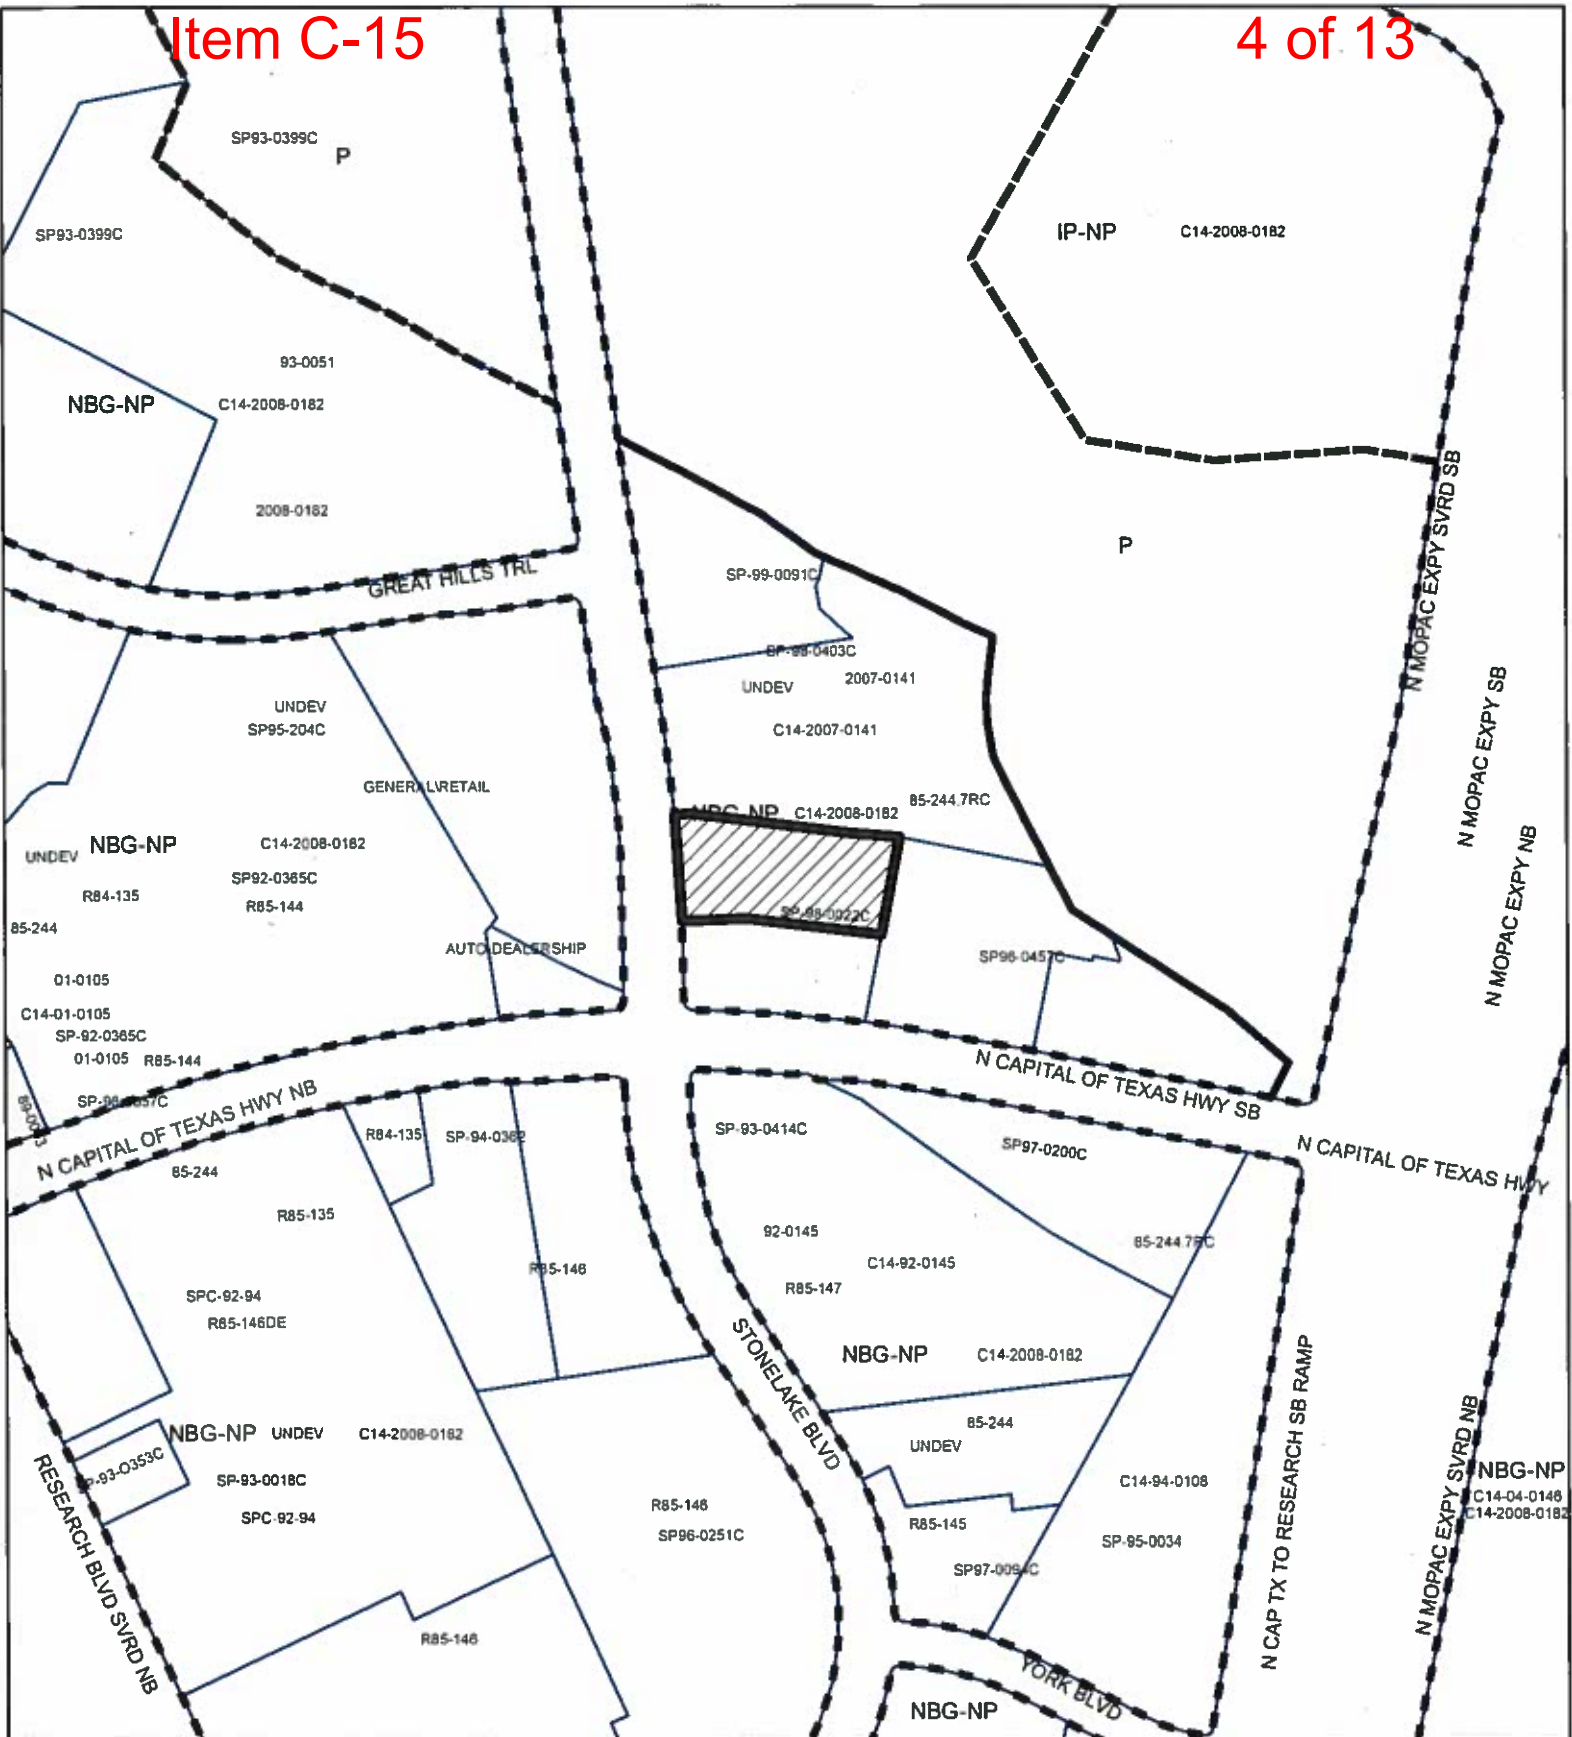 Item C-15
4 of 13
SP93-0399C
P
SP93-0399C
IP-NP
C14-2008-0182
93-0051
NBG-NP
C14-2008-0182
2008-0182
N MOPAC EXPY SVRD SB
P
GREAT HILLS TRL
SP-99-0091C
SP-98-0403C
UNDEV
2007-0141
C14-2007-0141
UNDEV
SP95-204C
GENERAL\RETAIL
N MOPAC EXPY SB
NBG-NP
C14-2008-0182
85-244.7RC
UNDEV
NBG-NP
C14-2008-0182
SP92-0365C
R84-135
R85-144
85-244
SP-98-0022C
AUTO DEALERSHIP
SP96-0457C
N MOPAC EXPY NB
01-0105
C14-01-0105
SP-92-0365C
01-0105
R85-144
N CAPITAL OF TEXAS HWY NB
N CAPITAL OF TEXAS HWY SB
N CAPITAL OF TEXAS HWY
R84-135
SP-94-0362
SP-93-0414C
SP97-0200C
85-244
R85-135
92-0145
C14-92-0145
85-244.7RC
R85-146
R85-147
SPC-92-94
R85-146DE
STONELAKE BLVD
NBG-NP
C14-2008-0182
NBG-NP
UNDEV
C14-2008-0182
85-244
UNDEV
P-93-0353C
SP-93-0018C
SPC-92-94
RESEARCH BLVD SVRD NB
R85-146
SP96-0251C
R85-145
C14-94-0108
SP-95-0034
N CAP TX TO RESEARCH SB RAMP
N MOPAC EXPY SVRD NB
NBG-NP
C14-04-0146
C14-2008-0182
R85-146
YORK BLVD
NBG-NP